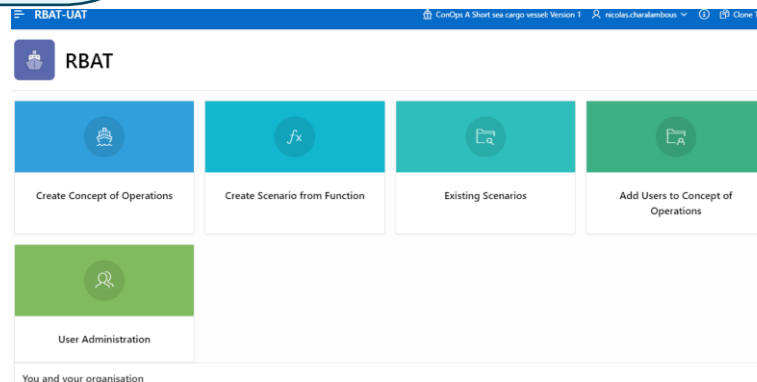 RBAT-UAT
ConOps A Short sea cargo vessel: Version 1 nicolas.charalambous Clone
RBAT
fx
Create Concept of Operations
Create Scenario from Function
Existing Scenarios
Add Users to Concept of
Operations
User Administration
You and your organisation